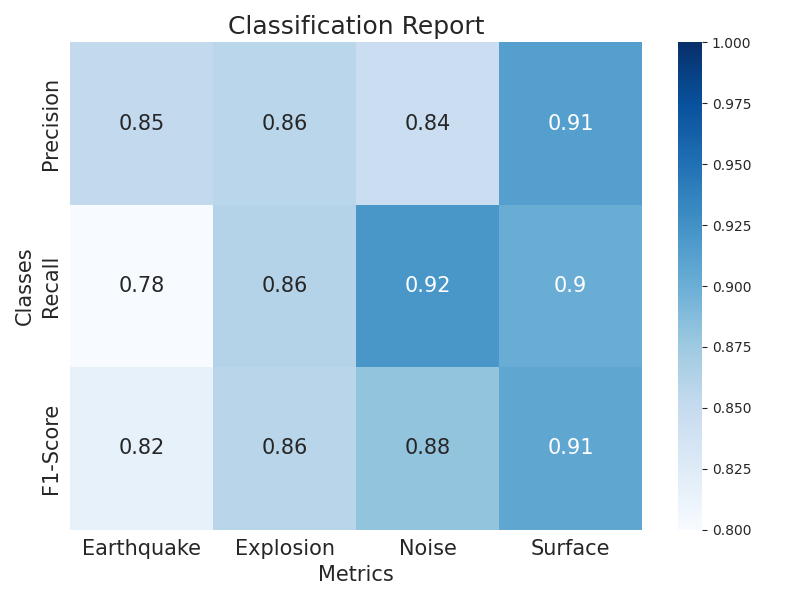 Classification Report
Precision
0.85 0.86 0.84 0.91
Classes
Recall
0.78 0.86 0.92 0.9
F1-Score
0.82 0.86 0.88 0.91
Earthquake Explosion Noise Surface
Metrics
1.000
0.975
0.950
0.925
0.900
0.875
0.850
0.825
0.800